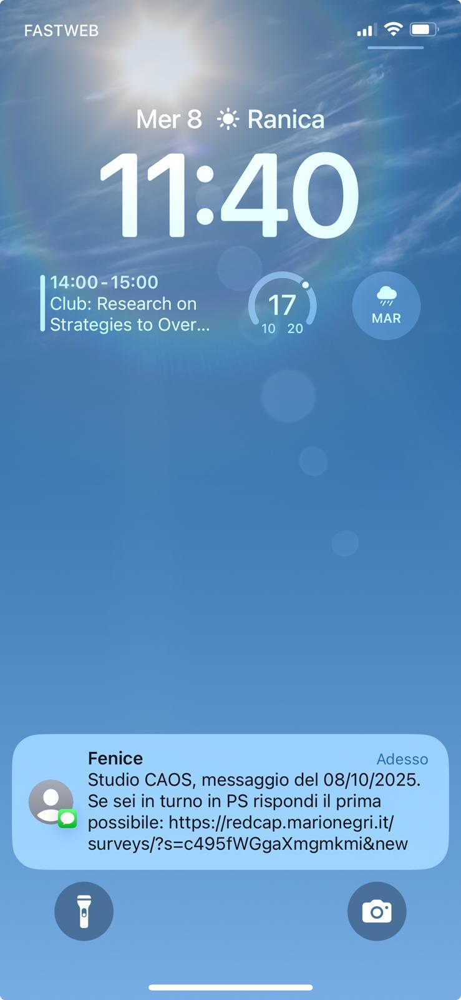 FASTWEB
Mer 8 Ranica
11:40
14:00-15:00
Club: Research on
Strategies to Over...
17
10 20
MAR
Fenice Adesso
Studio CAOS, messaggio del 08/10/2025.
Se sei in turno in PS rispondi il prima
possibile: https://redcap.marionegri.it/
surveys/?s=c495fWGgaXmgmkmi&new